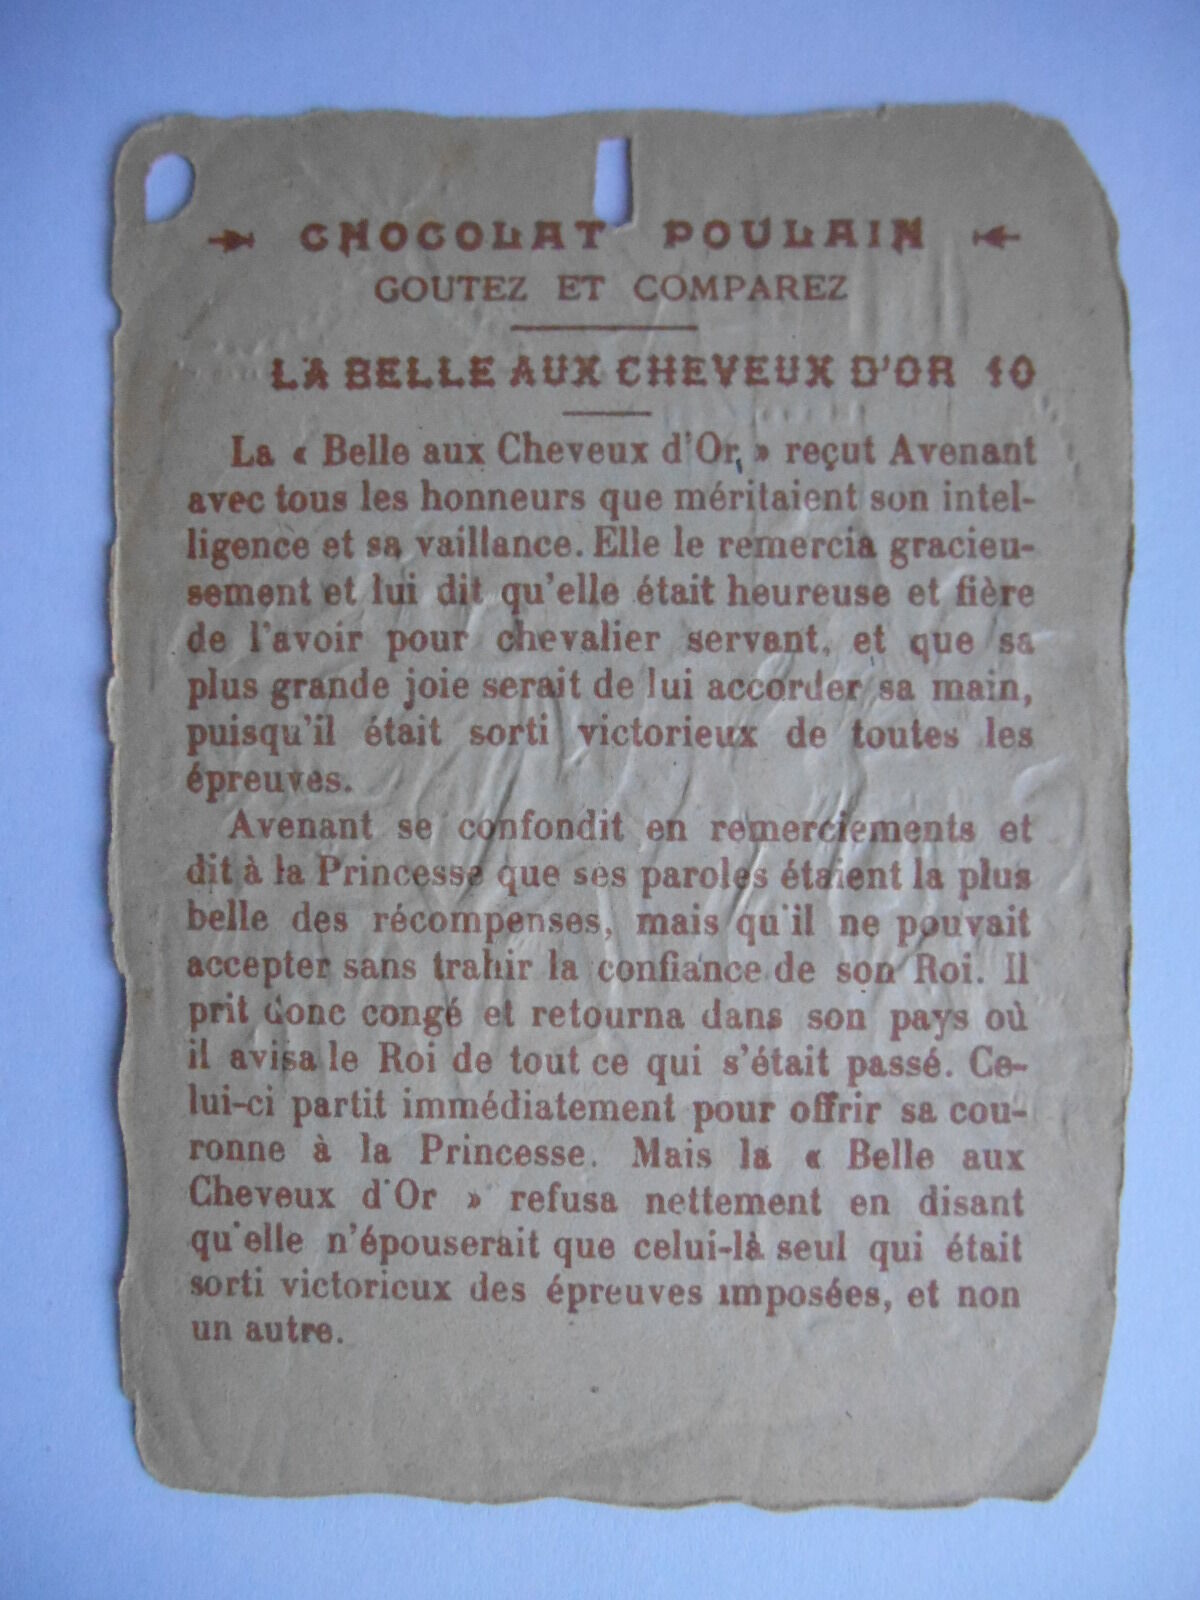 CHOCOLAT POULAIN
GOUTEZ ET COMPAREZ
LA BELLE AUX CHEVEUX D'OR 10
La « Belle aux Cheveux d'Or, » reçut Avenant
avec tous les honneurs que méritaient son intel-
ligence et sa vaillance. Elle le remercia gracieu-
sement et lui dit qu'elle était heureuse et fière
de l'avoir pour chevalier servant, et que sa
plus grande joie serait de lui accorder sa main,
puisqu'il était sorti victorieux de toutes les
épreuves.
Avenant se confondit en remerciements et
dit à la Princesse que ses paroles étaient la plus
belle des récompenses, mais qu'il ne pouvait
accepter sans trahir la confiance de son Roi. Il
prit donc congé et retourna dans son pays où
il avisa le Roi de tout ce qui s'était passé. Ce-
lui-ci partit immédiatement pour offrir sa cou-
ronne à la Princesse. Mais la « Belle aux
Cheveux d'Or » refusa nettement en disant
qu'elle n'épouserait que celui-là seul qui était
sorti victorieux des épreuves imposées, et non
un autre.